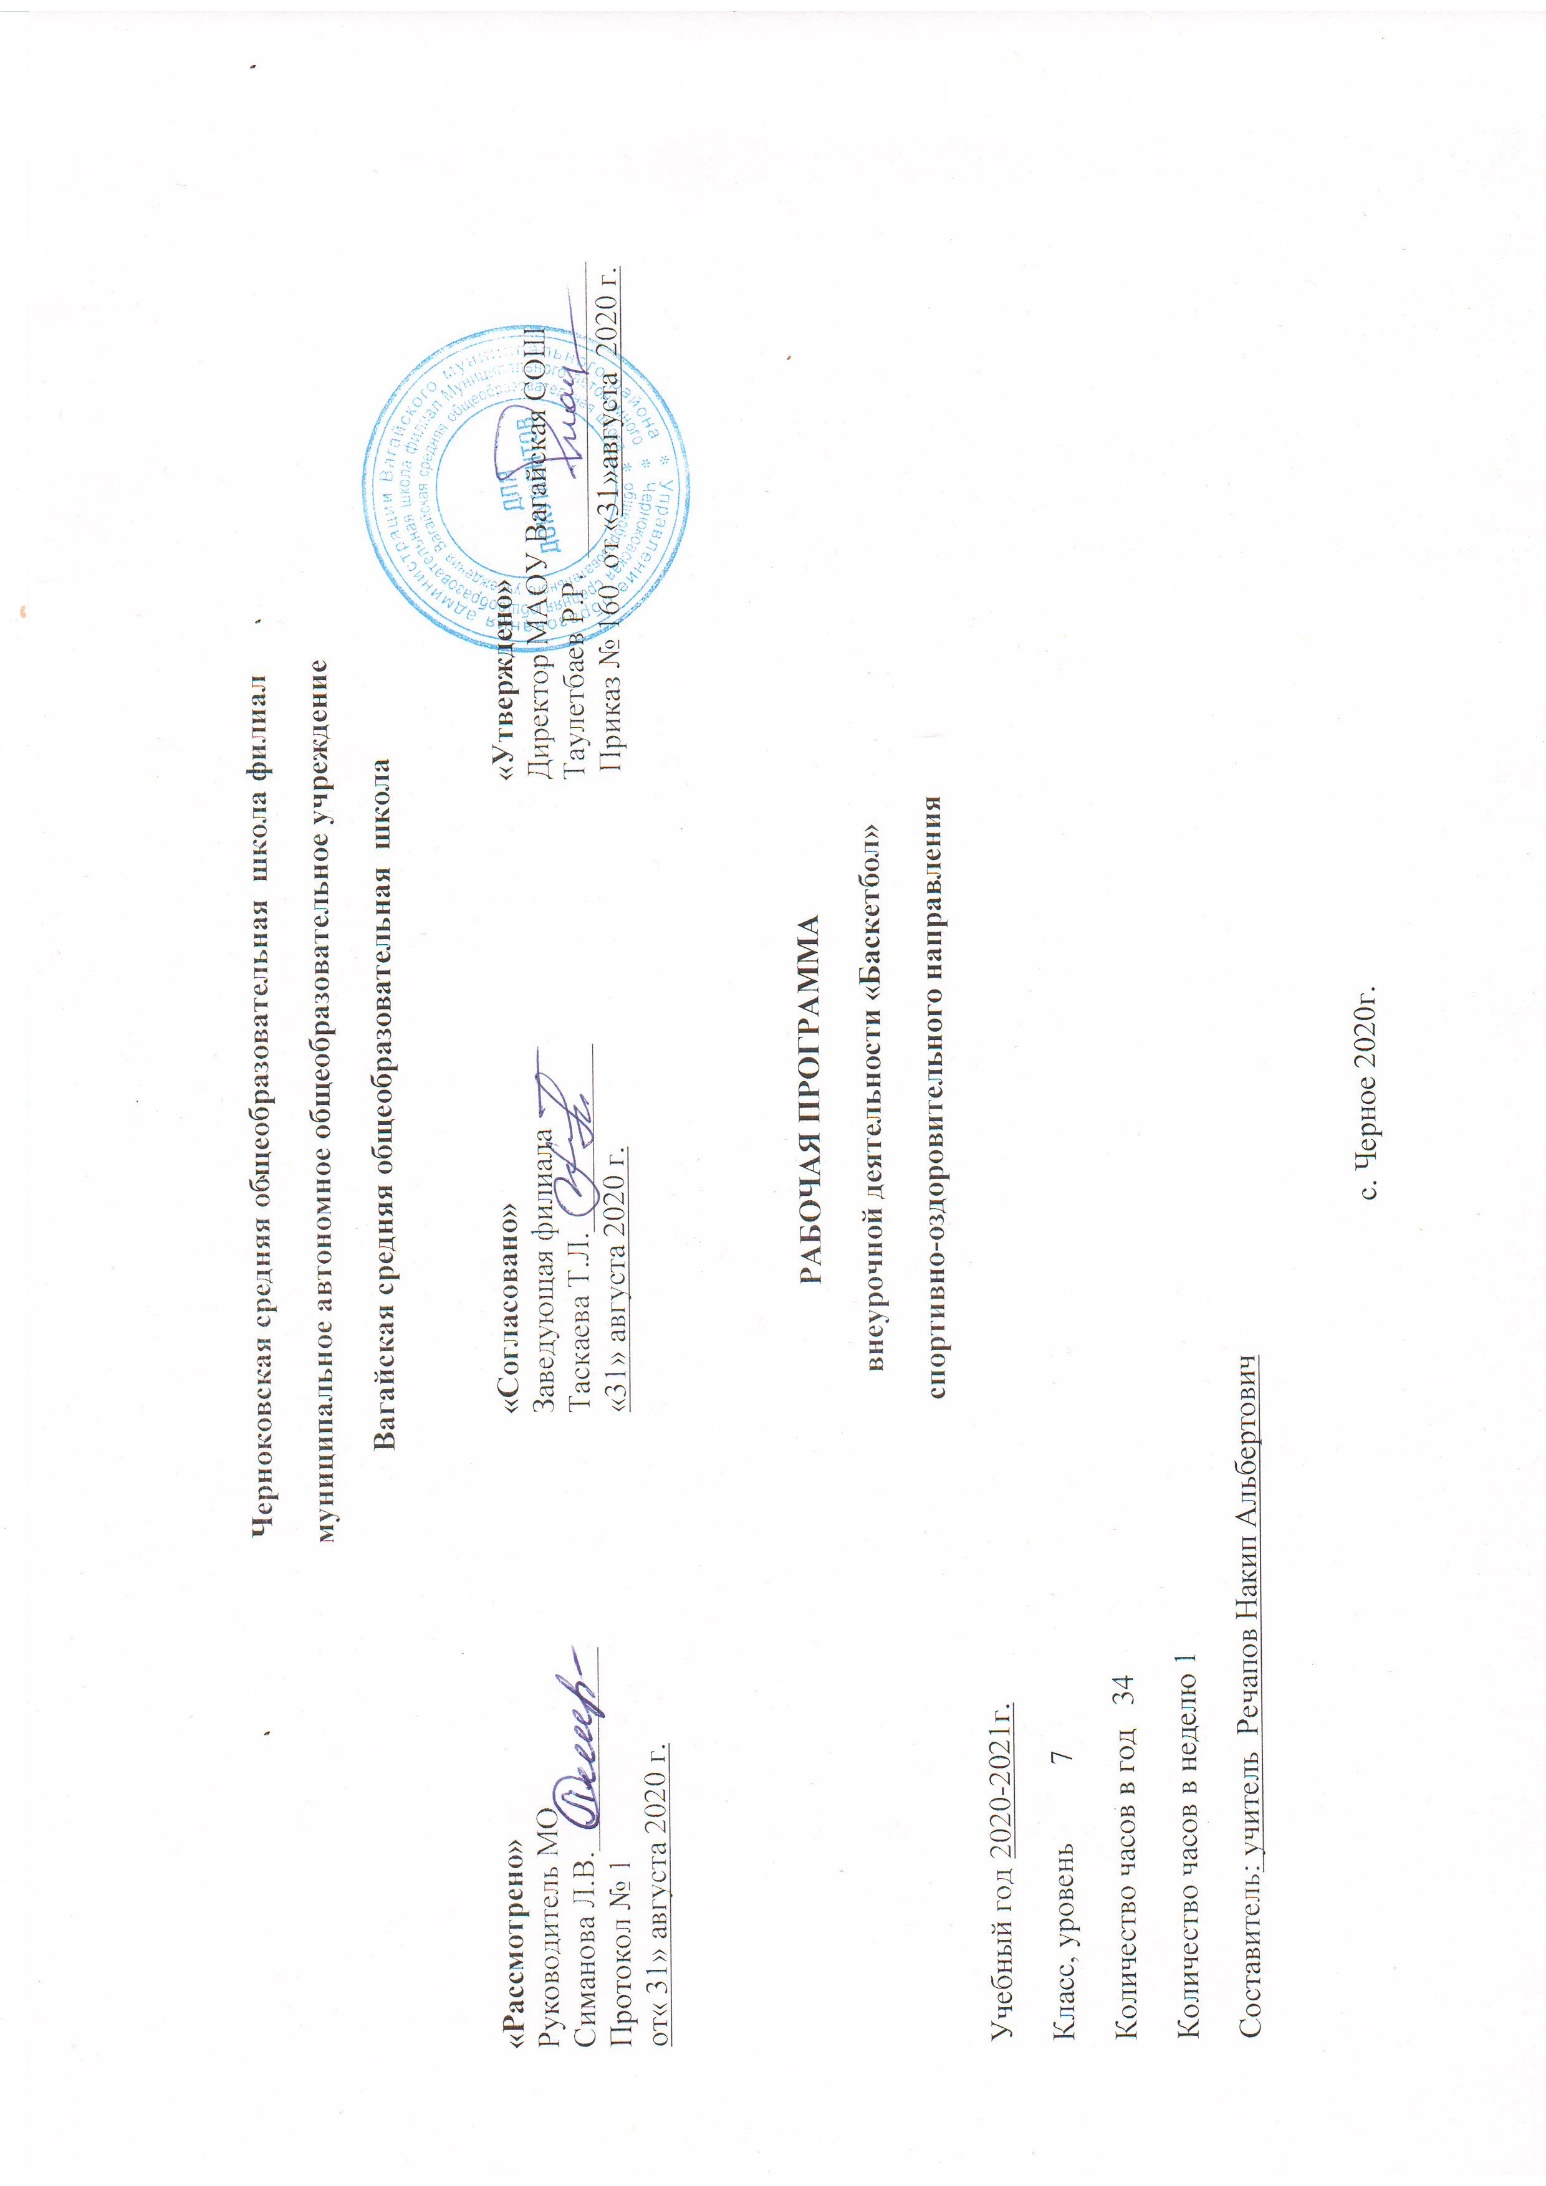 Черноковская средняя общеобразовательная школа филиал
муниципальное автономное общеобразовательное учреждение
Вагайская средняя общеобразовательная школа
«Рассмотрено»
Руководитель МО
Симанова Л.В.
Протокол № 1
от« 31» августа 2020 г.
«Согласовано»
Заведующая филиала
Таскаева Т.Л.
«31» августа 2020 г.
«Утверждено»
Директор МАОУ Вагайская СОШ
Таулетбаев Р.Р.
Приказ № 160 от «31»августа 2020 г.
ДЛЯ
ДОКУМЕНТОВ
РАБОЧАЯ ПРОГРАММА
внеурочной деятельности «Баскетбол»
спортивно-оздоровительного направления
Учебный год 2020-2021г.
Класс, уровень 7
Количество часов в год 34
Количество часов в неделю 1
Составитель: учитель Речапов Накип Альбертович
с. Черное 2020г.